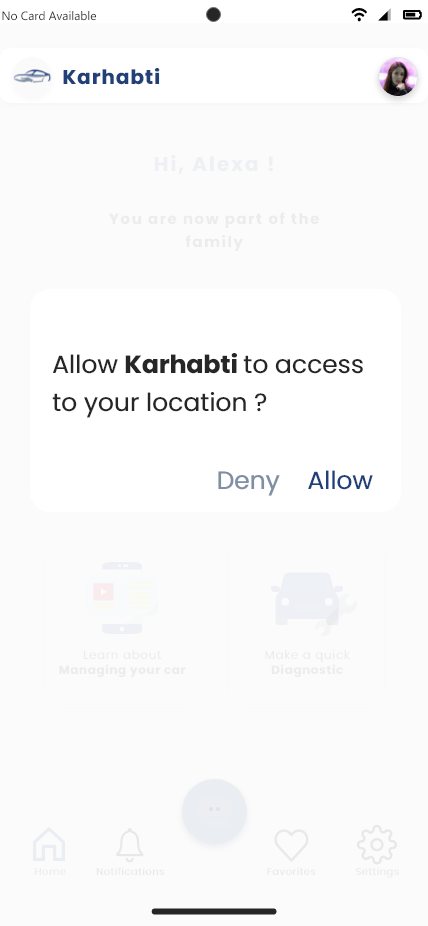 No Card Available
Karhabti
Hi, Alexa !
You are now part of the
family
Allow Karhabti to access
to your location ?
Deny Allow
Learn about
Managing your car
Make a quick
Diagnostic
Home
Notifications
Favorites
Settings